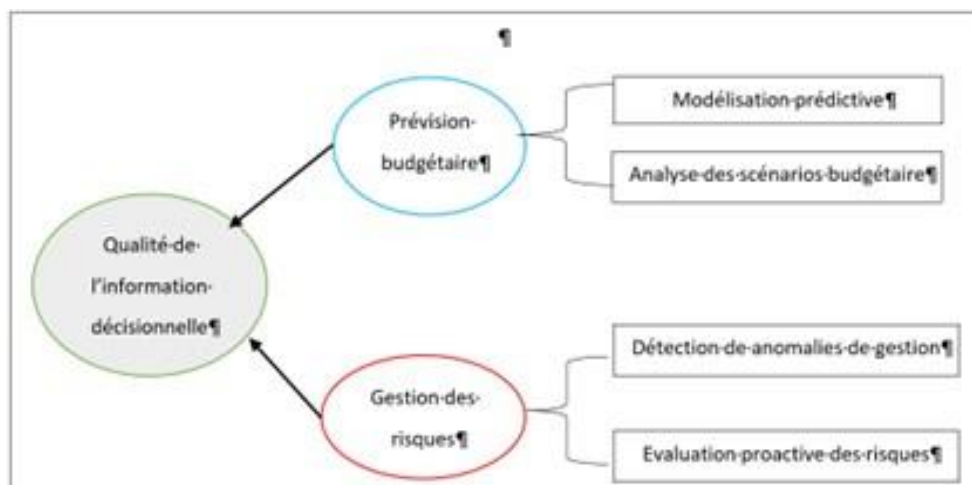 ¶
Prévision·
budgétaire¶
Modélisation·prédictive¶
Analyse·des·scénarios·budgétaire¶
Qualité·de·
l'information·
décisionnelle¶
Gestion·des·
risques¶
Détection·de·anomalies·de·gestion¶
Evaluation·proactive·des·risques¶